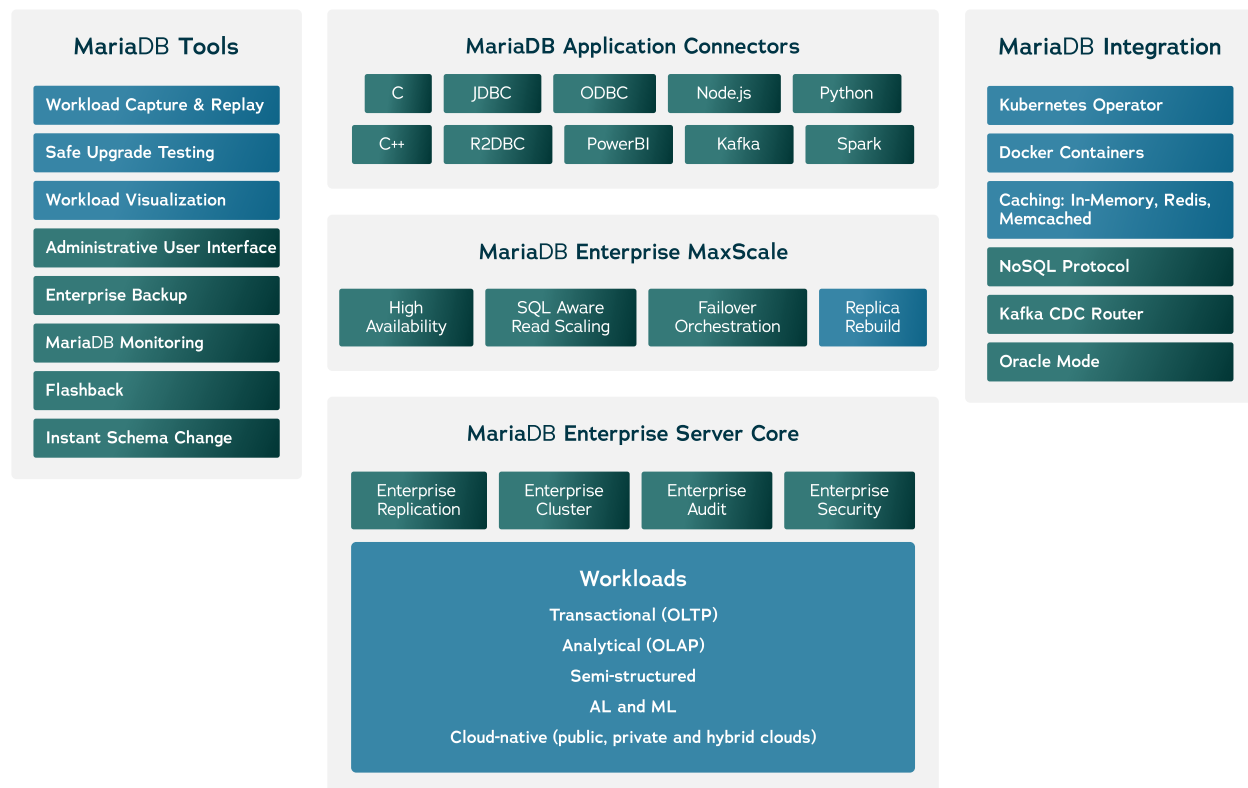 MariaDB Tools
Workload Capture & Replay
Safe Upgrade Testing
Workload Visualization
Administrative User Interface
Enterprise Backup
MariaDB Monitoring
Flashback
Instant Schema Change
MariaDB Application Connectors
C
JDBC
ODBC
Node.js
Python
C++
R2DBC
PowerBI
Kafka
Spark
MariaDB Enterprise MaxScale
High
Availability
SQL Aware
Read Scaling
Failover
Orchestration
Replica
Rebuild
MariaDB Enterprise Server Core
Enterprise
Replication
Enterprise
Cluster
Enterprise
Audit
Enterprise
Security
Workloads
Transactional (OLTP)
Analytical (OLAP)
Semi-structured
AL and ML
Cloud-native (public, private and hybrid clouds)
MariaDB Integration
Kubernetes Operator
Docker Containers
Caching: In-Memory, Redis,
Memcached
NoSQL Protocol
Kafka CDC Router
Oracle Mode